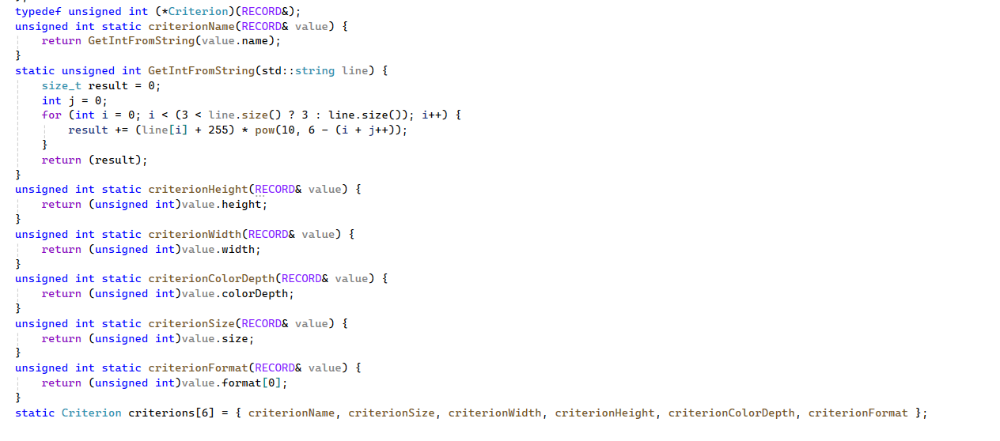 typedef unsigned int (*Criterion)(RECORD&);
unsigned int static criterionName(RECORD& value) {
    return GetIntFromString(value.name);
}
static unsigned int GetIntFromString(std::string line) {
    size_t result = 0;
    int j = 0;
    for (int i = 0; i < (3 < line.size() ? 3 : line.size()); i++) {
        result += (line[i] + 255) * pow(10, 6 - (i + j++));
    }
    return (result);
}
unsigned int static criterionHeight(RECORD& value) {
    return (unsigned int)value.height;
}
unsigned int static criterionWidth(RECORD& value) {
    return (unsigned int)value.width;
}
unsigned int static criterionColorDepth(RECORD& value) {
    return (unsigned int)value.colorDepth;
}
unsigned int static criterionSize(RECORD& value) {
    return (unsigned int)value.size;
}
unsigned int static criterionFormat(RECORD& value) {
    return (unsigned int)value.format[0];
}
static Criterion criterions[6] = { criterionName, criterionSize, criterionWidth, criterionHeight, criterionColorDepth, criterionFormat };